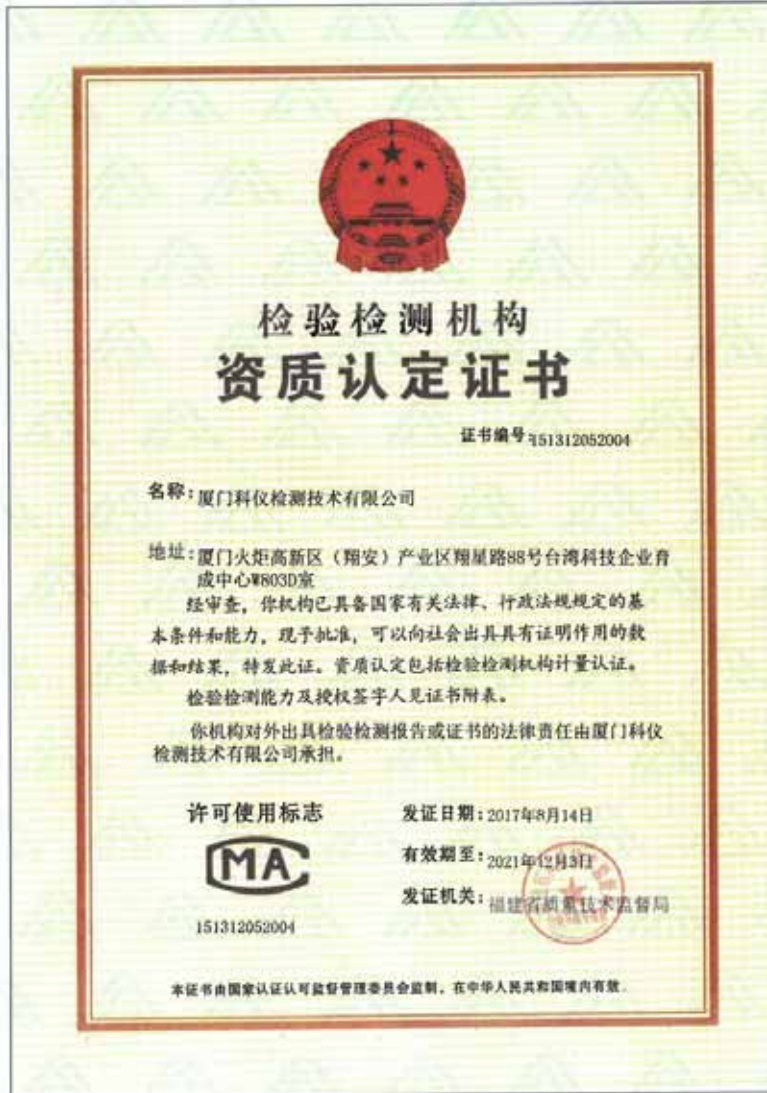 检验检测机构
资质认定证书
证书编号:151312052004
名称:厦门科仪检测技术有限公司
地址:厦门火炬高新区（翔安）产业区翔星路88号台湾科技企业育
成中心W803D室
经审查，你机构已具备国家有关法律、行政法规规定的基
本条件和能力，现予批准，可以向社会出具具有证明作用的数
据和结果，特发此证。资质认定包括检验检测机构计量认证。
检验检测能力及授权签字人见证书附表。
你机构对外出具检验检测报告或证书的法律责任由厦门科仪
检测技术有限公司承担。
许可使用标志
MA
151312052004
发证日期:2017年8月14日
有效期至:2021年12月3日
发证机关:福建省质量技术监督局
本证书由国家认证认可监督管理委员会监制，在中华人民共和国境内有效.